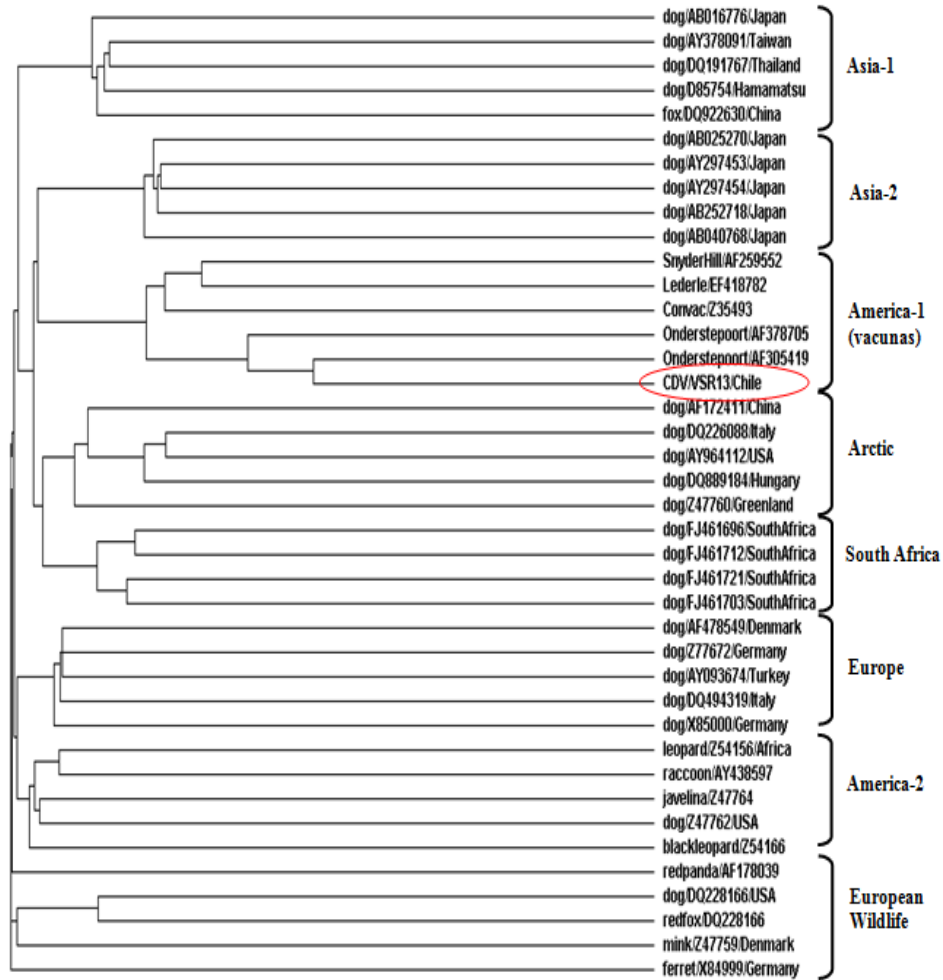 dog/AB016776/Japan
dog/AY378091/Taiwan
dog/DQ191767/Thailand
dog/D85754/Hamamatsu
fox/DQ922630/China
Asia-1
dog/AB025270/Japan
dog/AY297453/Japan
dog/AY297454/Japan
dog/AB252718/Japan
dog/AB040768/Japan
Asia-2
SnyderHill/AF259552
Lederle/EF418782
Convac/Z35493
Onderstepoort/AF378705
Onderstepoort/AF305419
CDV/VSR13/Chile
America-1
(vacunas)
dog/AF172411/China
dog/DQ226088/Italy
dog/AY964112/USA
dog/DQ889184/Hungary
dog/Z47760/Greenland
Arctic
dog/FJ461696/SouthAfrica
dog/FJ461712/SouthAfrica
dog/FJ461721/SouthAfrica
dog/FJ461703/SouthAfrica
South Africa
dog/AF478549/Denmark
dog/Z77672/Germany
dog/AY093674/Turkey
dog/DQ494319/Italy
dog/X85000/Germany
Europe
leopard/Z54156/Africa
raccoon/AY438597
javelina/Z47764
dog/Z47762/USA
blackleopard/Z54166
America-2
redpanda/AF178039
dog/DQ228166/USA
redfox/DQ228166
mink/Z47759/Denmark
ferret/X84999/Germany
European
Wildlife